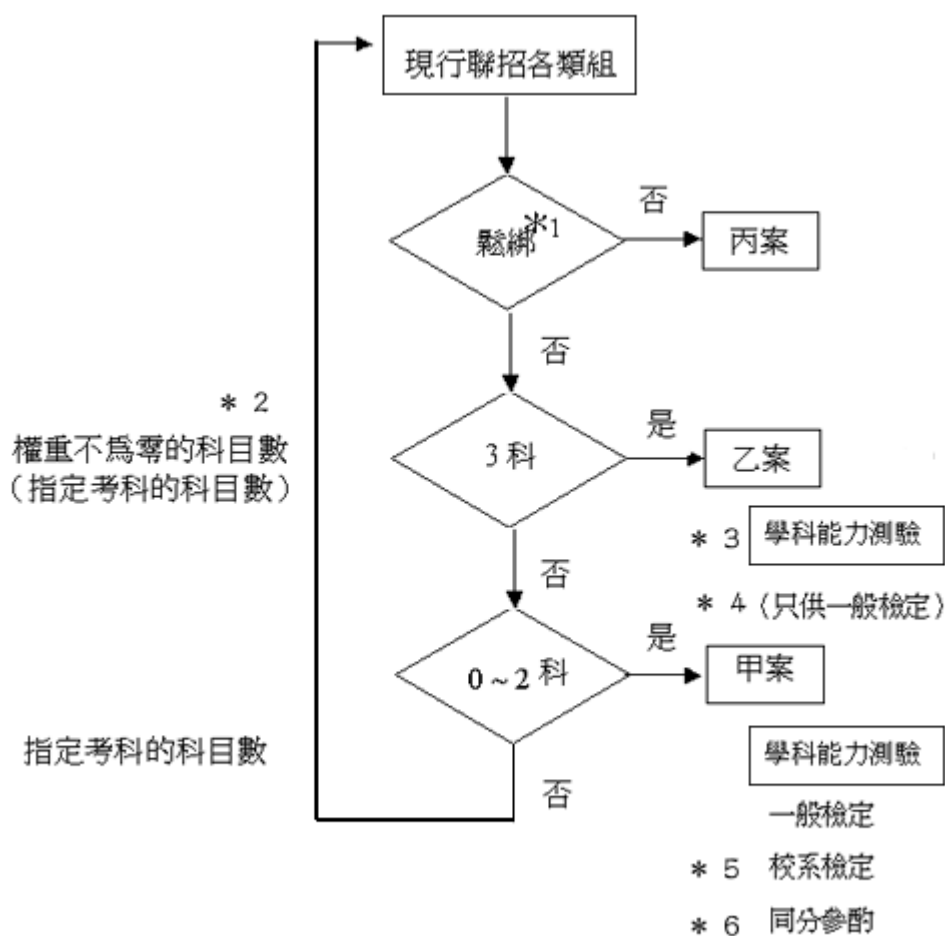 現行聯招各類組
鬆綁*1
否
丙案
否
* 2
權重不為零的科目數
(指定考科的科目數)
3 科
是
乙案
* 3 學科能力測驗
否
* 4 (只供一般檢定)
0 ~ 2 科
是
甲案
指定考科的科目數
學科能力測驗
否
一般檢定
* 5 校系檢定
* 6 同分參酌